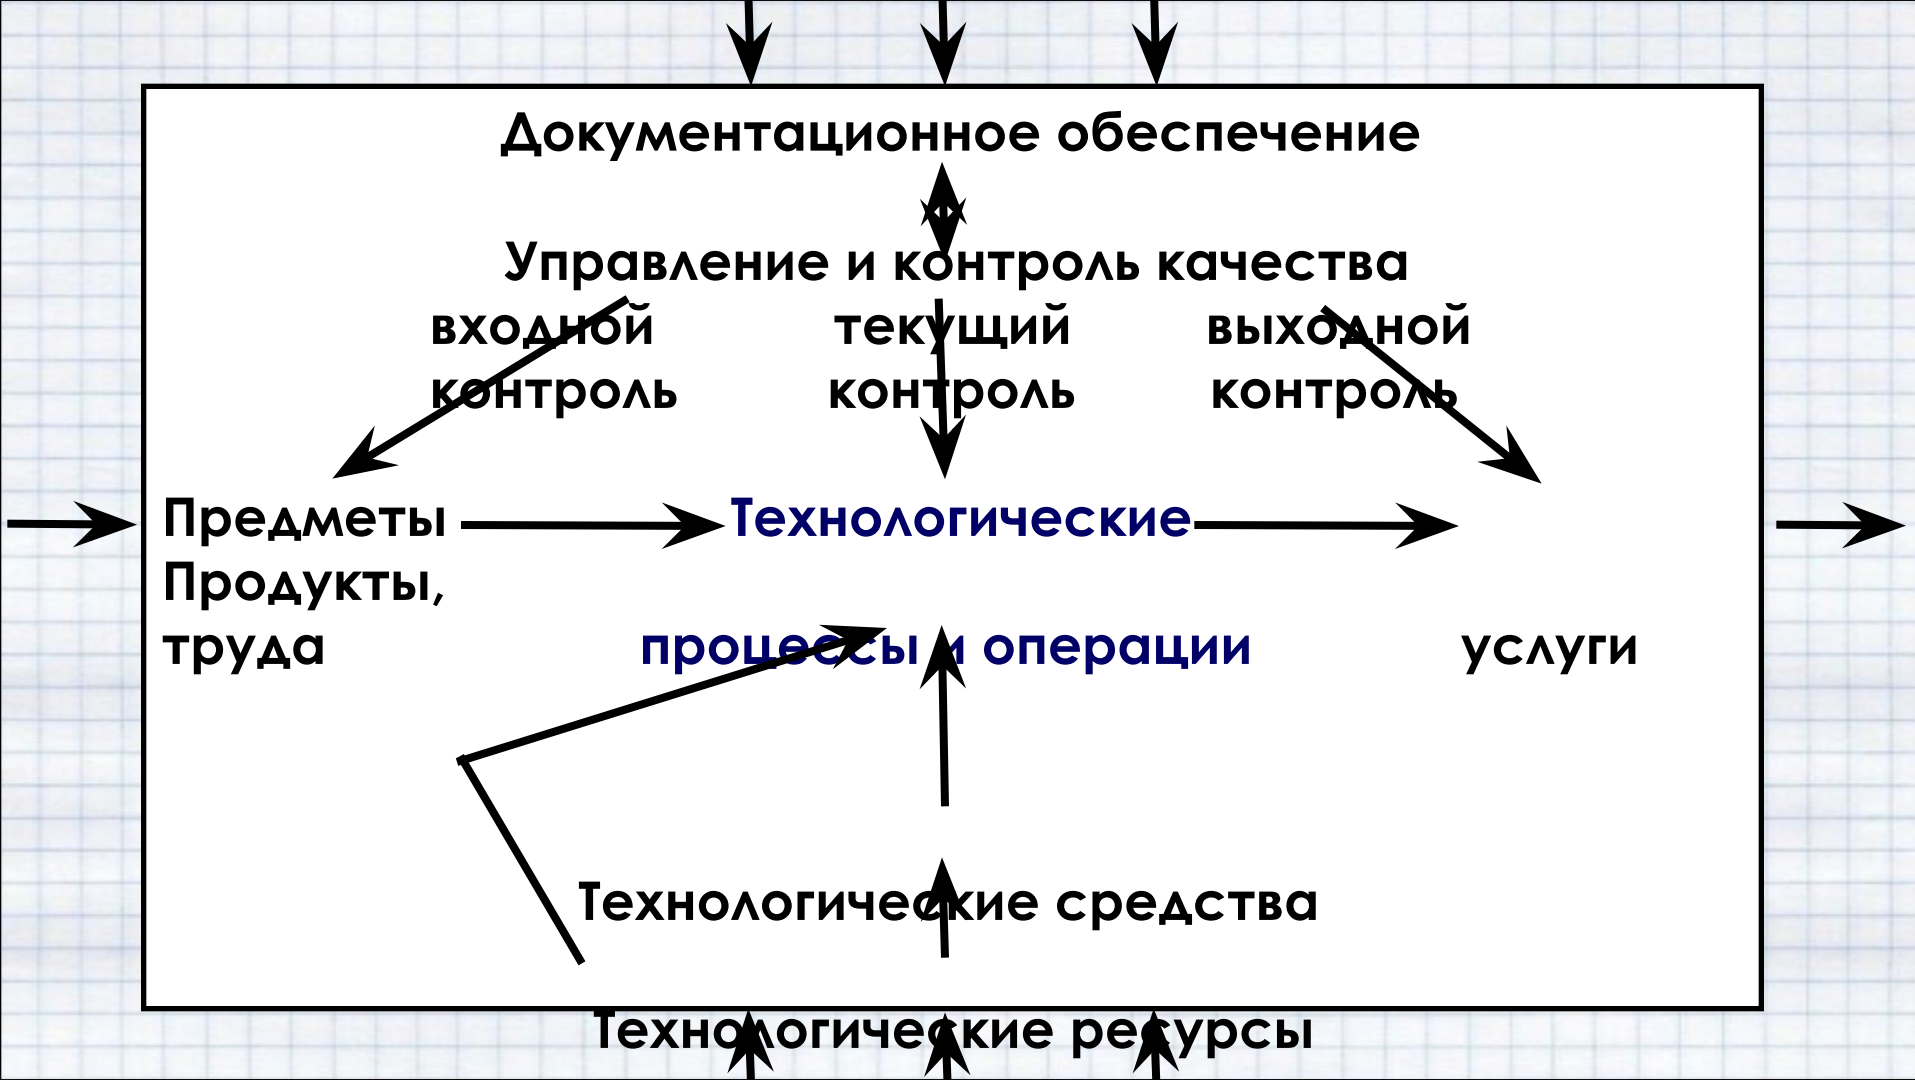 Документационное обеспечение
Управление и контроль качества
входной текущий выходной
контроль контроль контроль
Предметы Технологические
Продукты,
труда процессы и операции услуги
Технологические средства
Технологические ресурсы